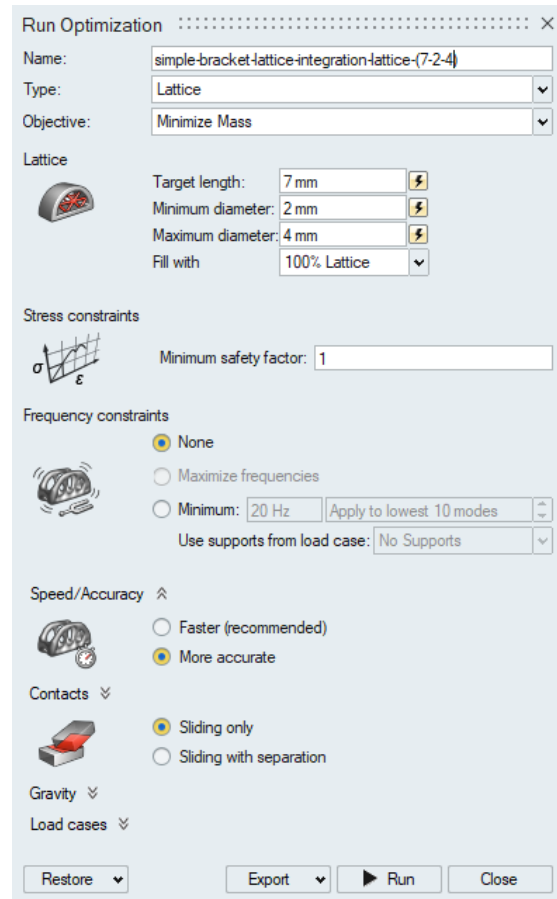 Run Optimization
Name: simple-bracket-lattice-integration-lattice-(7-2-4)
Type: Lattice
Objective: Minimize Mass
Lattice
Target length: 7 mm
Minimum diameter: 2 mm
Maximum diameter: 4 mm
Fill with 100% Lattice
Stress constraints
σ
ε
Minimum safety factor: 1
Frequency constraints
None
Maximize frequencies
Minimum: 20 Hz Apply to lowest 10 modes
Use supports from load case: No Supports
Speed/Accuracy
Faster (recommended)
More accurate
Contacts
Sliding only
Sliding with separation
Gravity
Load cases
Restore Export Run Close